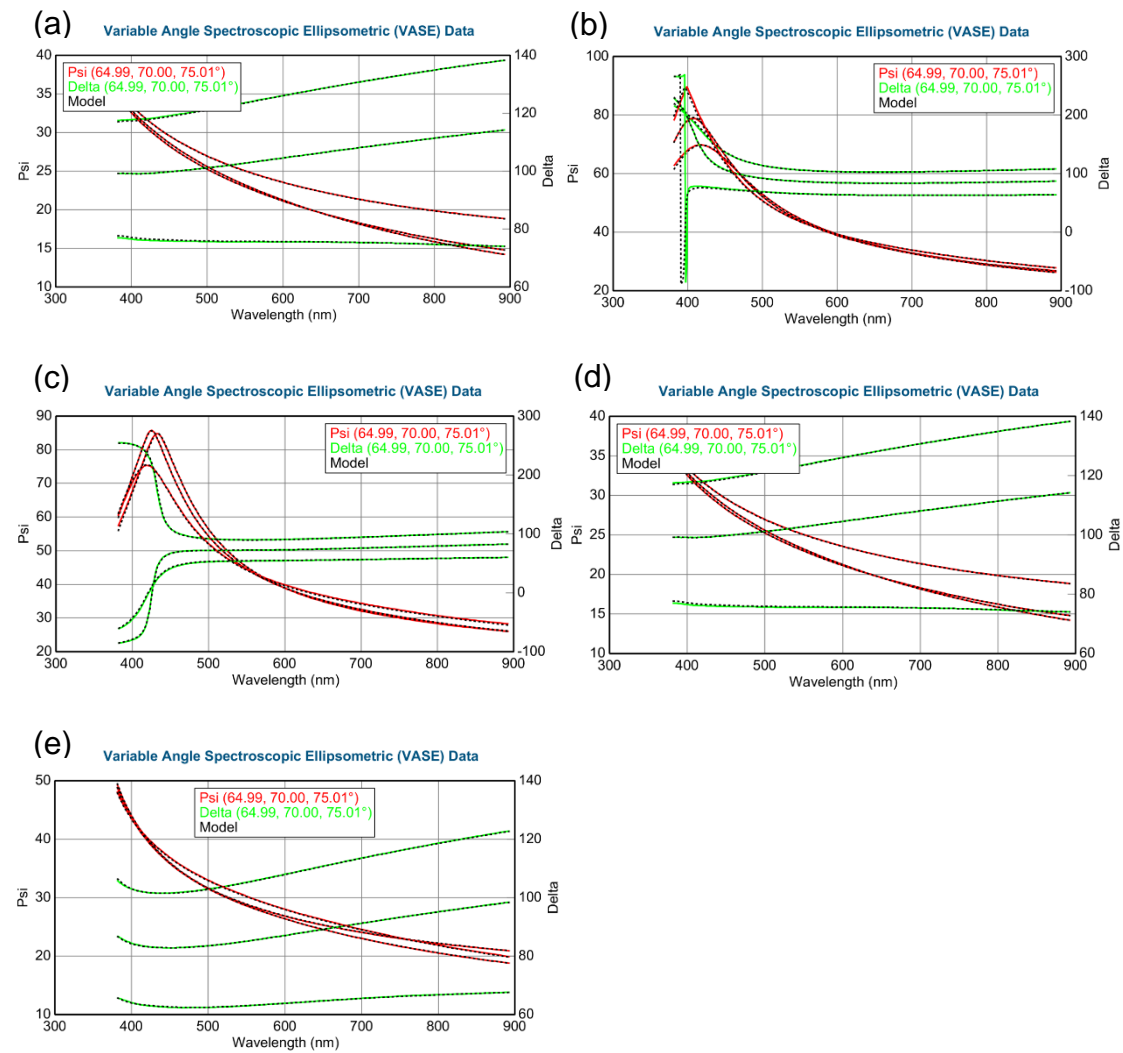 (a)
Variable Angle Spectroscopic Ellipsometric (VASE) Data
40
35
30
25
20
15
10
Psi
140
120
100
80
60
Delta
Psi (64.99, 70.00, 75.01°)
Delta (64.99, 70.00, 75.01°)
Model
300 400 500 600 700 800 900
Wavelength (nm)
(b)
Variable Angle Spectroscopic Ellipsometric (VASE) Data
100
80
60
40
20
Psi
300
200
100
0
-100
Delta
Psi (64.99, 70.00, 75.01°)
Delta (64.99, 70.00, 75.01°)
Model
300 400 500 600 700 800 900
Wavelength (nm)
(c)
Variable Angle Spectroscopic Ellipsometric (VASE) Data
90
80
70
60
50
40
30
20
Psi
300
200
100
0
-100
Delta
Psi (64.99, 70.00, 75.01°)
Delta (64.99, 70.00, 75.01°)
Model
300 400 500 600 700 800 900
Wavelength (nm)
(d)
Variable Angle Spectroscopic Ellipsometric (VASE) Data
40
35
30
25
20
15
10
Psi
140
120
100
80
60
Delta
Psi (64.99, 70.00, 75.01°)
Delta (64.99, 70.00, 75.01°)
Model
300 400 500 600 700 800 900
Wavelength (nm)
(e)
Variable Angle Spectroscopic Ellipsometric (VASE) Data
50
40
30
20
10
Psi
140
120
100
80
60
Delta
Psi (64.99, 70.00, 75.01°)
Delta (64.99, 70.00, 75.01°)
Model
300 400 500 600 700 800 900
Wavelength (nm)